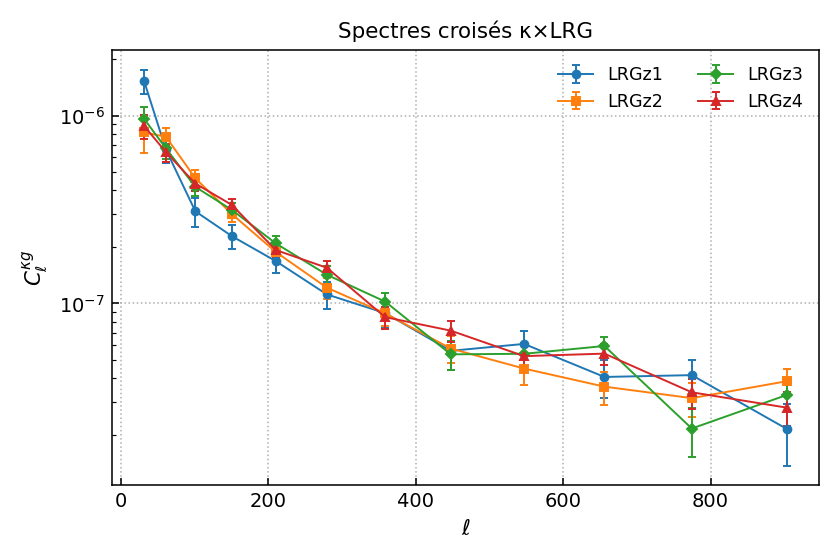 Spectres croisés κ×LRG
LRGz1
LRGz2
LRGz3
LRGz4
10⁻⁶
10⁻⁷
C_ℓ^{κg}
0 200 400 600 800
ℓ